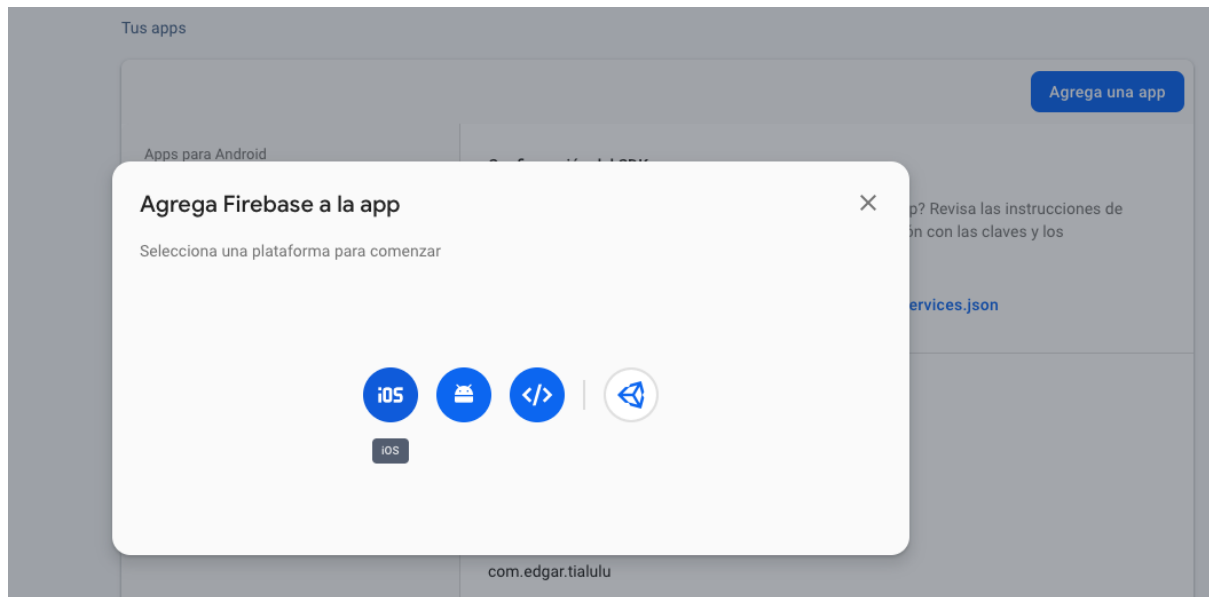 Tus apps
Agrega una app
Apps para Android
Agrega Firebase a la app
Selecciona una plataforma para comenzar
p? Revisa las instrucciones de
ón con las claves y los
ervices.json
iOS
</>
iOS
com.edgar.tialulu